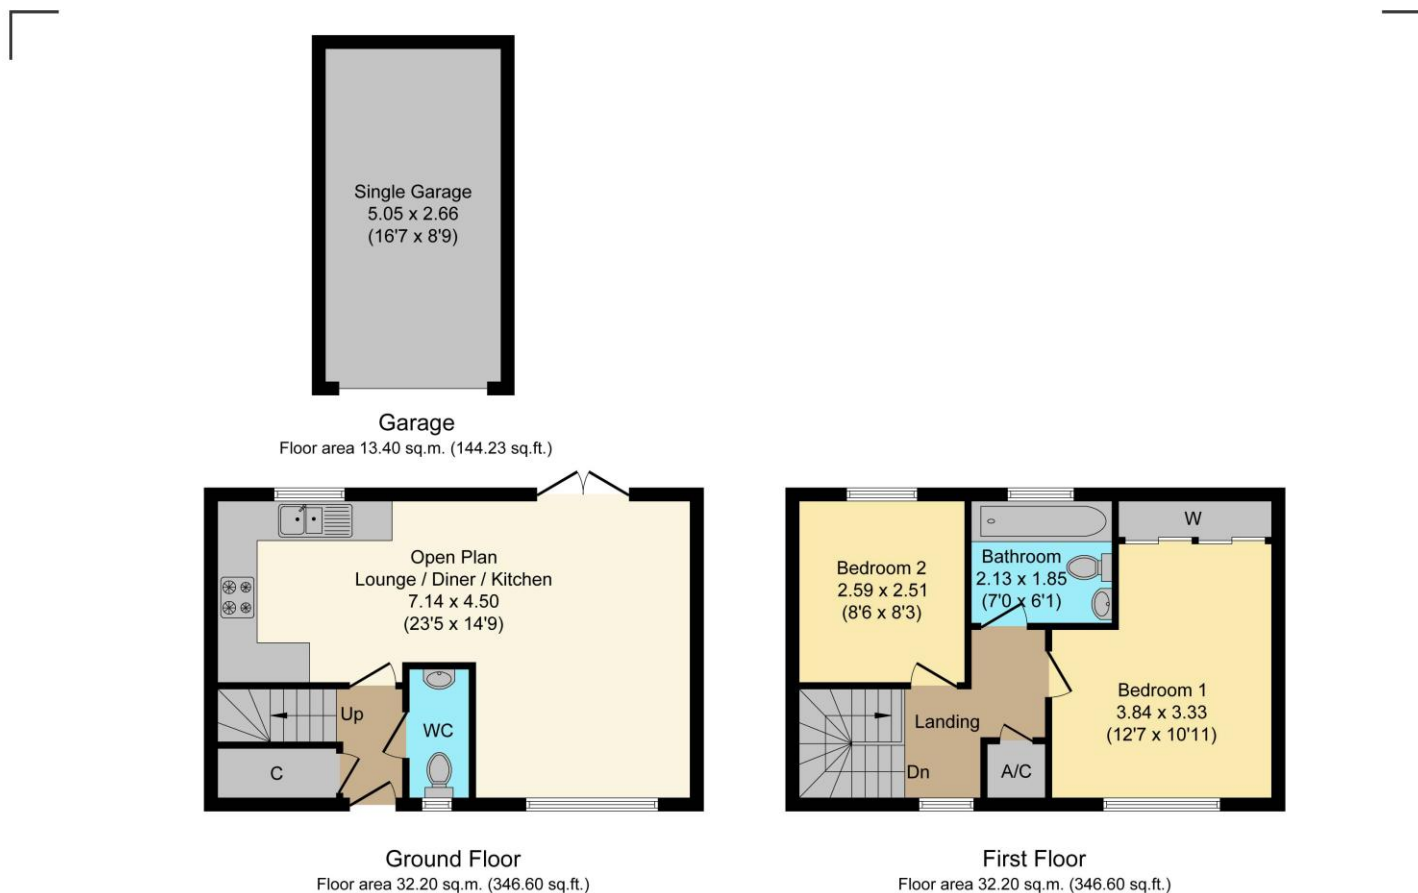 Single Garage
5.05 x 2.66
(16'7 x 8'9)
Garage
Floor area 13.40 sq.m. (144.23 sq.ft.)
Open Plan
Lounge / Diner / Kitchen
7.14 x 4.50
(23'5 x 14'9)
Up
WC
C
Ground Floor
Floor area 32.20 sq.m. (346.60 sq.ft.)
Bedroom 2
2.59 x 2.51
(8'6 x 8'3)
Bathroom
2.13 x 1.85
(7'0 x 6'1)
W
Bedroom 1
3.84 x 3.33
(12'7 x 10'11)
Landing
Dn
A/C
First Floor
Floor area 32.20 sq.m. (346.60 sq.ft.)